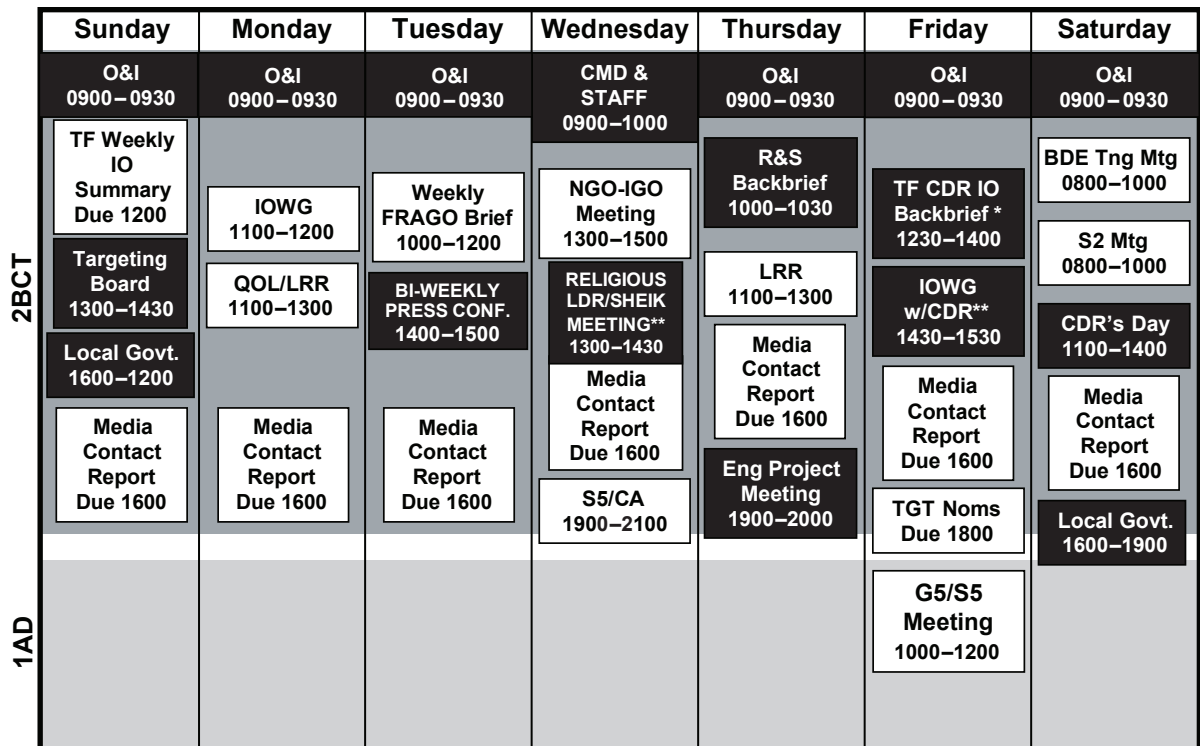 Sunday
Monday
Tuesday
Wednesday
Thursday
Friday
Saturday
2BCT
O&I
0900–0930
TF Weekly
IO
Summary
Due 1200
Targeting
Board
1300–1430
Local Govt.
1600–1200
Media
Contact
Report
Due 1600
O&I
0900–0930
IOWG
1100–1200
QOL/LRR
1100–1300
Media
Contact
Report
Due 1600
O&I
0900–0930
Weekly
FRAGO Brief
1000–1200
BI-WEEKLY
PRESS CONF.
1400–1500
Media
Contact
Report
Due 1600
CMD &
STAFF
0900–1000
NGO-IGO
Meeting
1300–1500
RELIGIOUS
LDR/SHEIK
MEETING**
1300–1430
Media
Contact
Report
Due 1600
S5/CA
1900–2100
O&I
0900–0930
R&S
Backbrief
1000–1030
LRR
1100–1300
Media
Contact
Report
Due 1600
Eng Project
Meeting
1900–2000
O&I
0900–0930
TF CDR IO
Backbrief *
1230–1400
IOWG
w/CDR**
1430–1530
Media
Contact
Report
Due 1600
TGT Noms
Due 1800
O&I
0900–0930
BDE Tng Mtg
0800–1000
S2 Mtg
0800–1000
CDR's Day
1100–1400
Media
Contact
Report
Due 1600
Local Govt.
1600–1900
1AD
G5/S5
Meeting
1000–1200